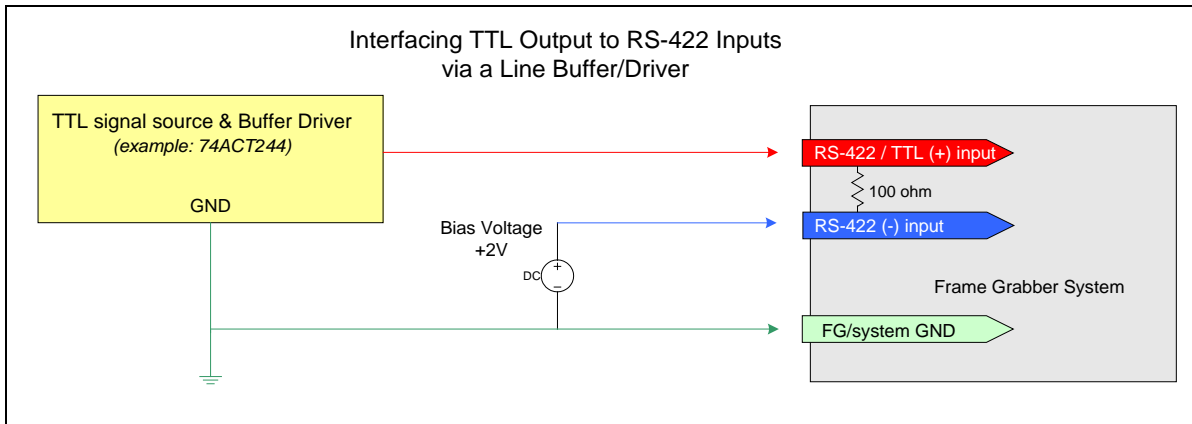 Interfacing TTL Output to RS-422 Inputs
via a Line Buffer/Driver
TTL signal source & Buffer Driver
(example: 74ACT244)
GND
RS-422 / TTL (+) input
100 ohm
RS-422 (-) input
Bias Voltage
+2V
DC
+
−
Frame Grabber System
FG/system GND